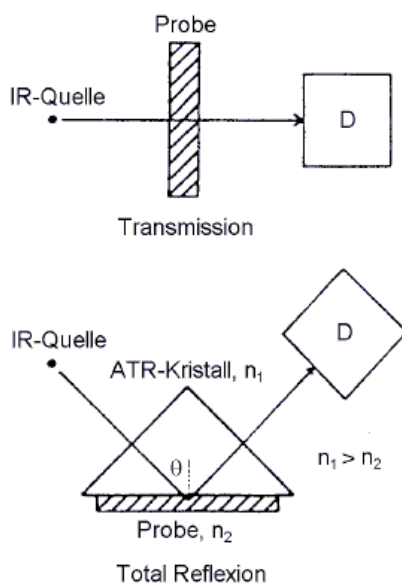 Probe
IR-Quelle
D
Transmission
IR-Quelle
D
ATR-Kristall, n₁
n₁ > n₂
θ
Probe, n₂
Total Reflexion